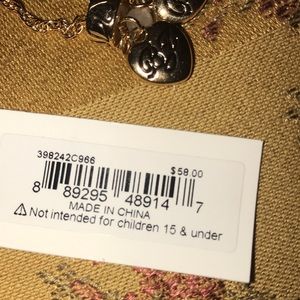 398242C966
$58.00
8 89295 48914 7
MADE IN CHINA
⚠ Not intended for children 15 & under